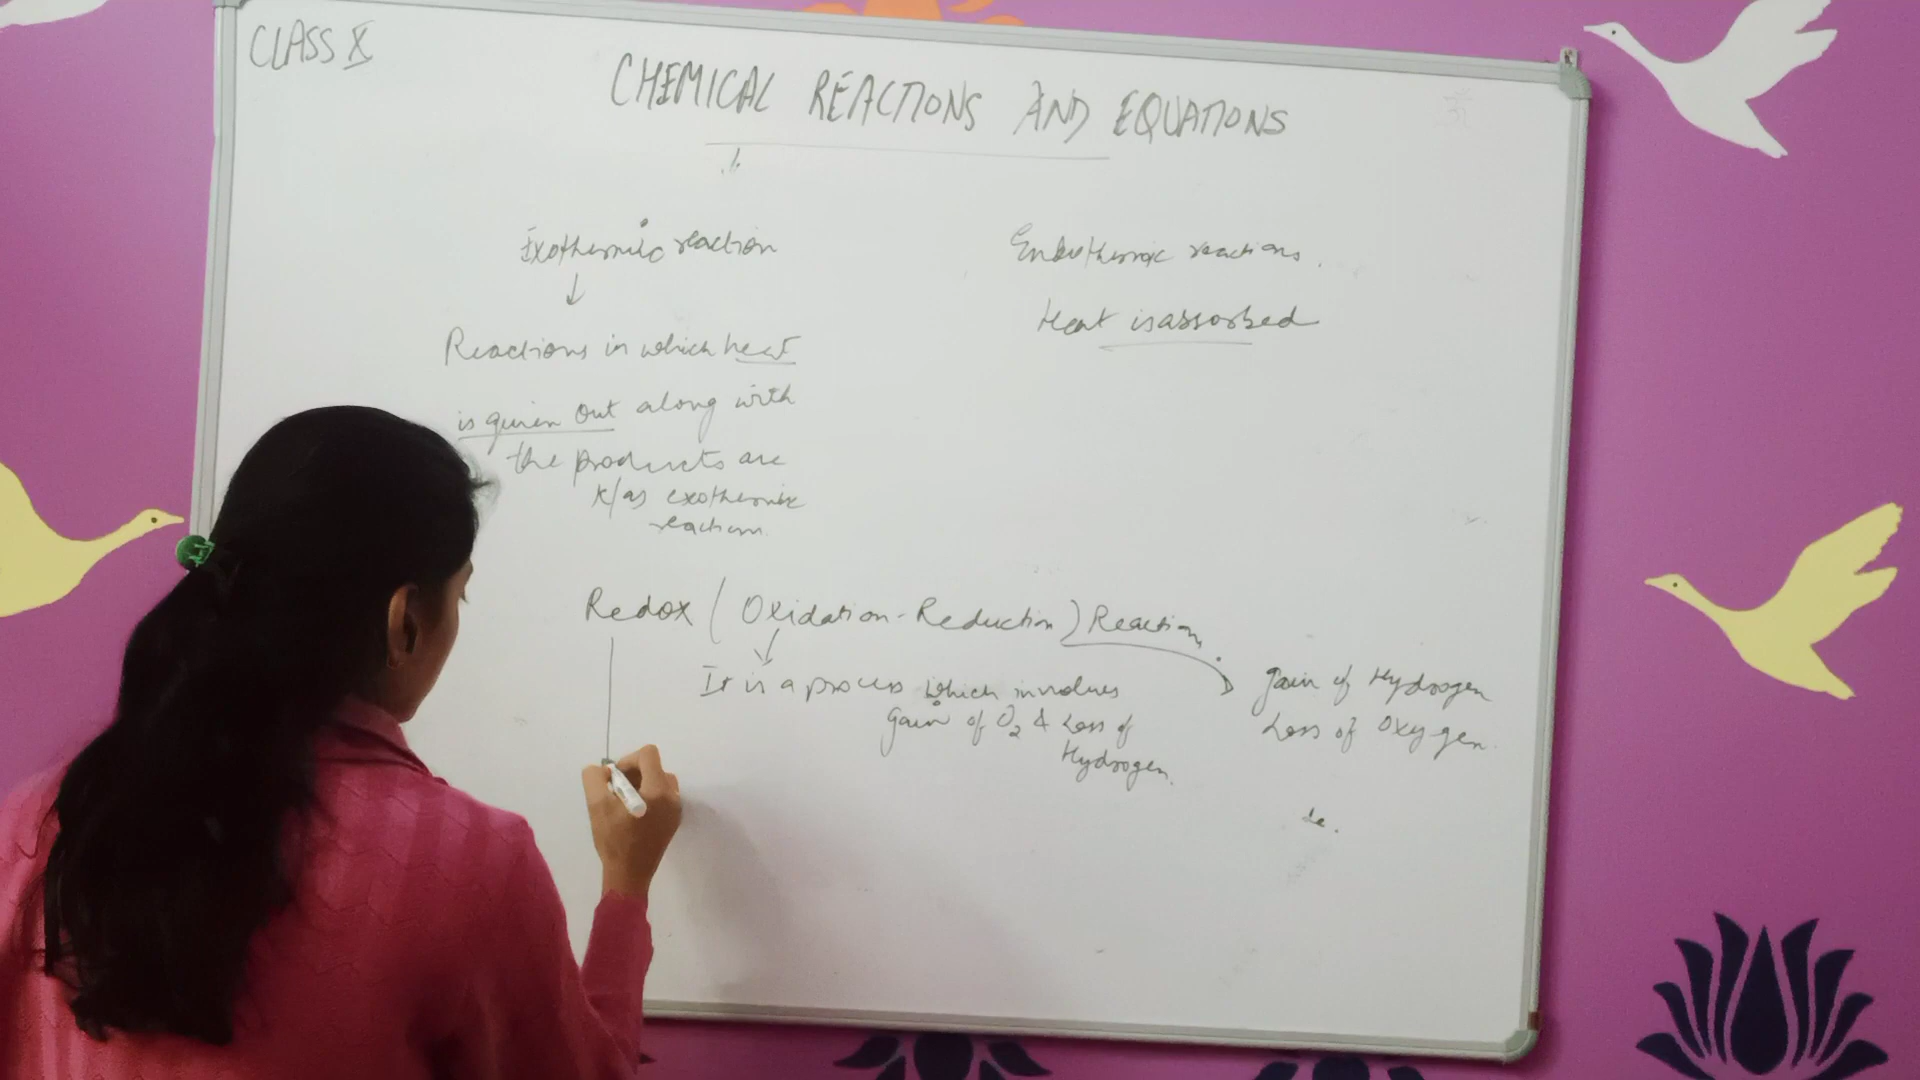 CLASS X
CHEMICAL REACTIONS AND EQUATIONS
Exothermic reaction
Endothermic reactions.
Heat is absorbed
Reactions in which heat
is given out along with
the products are
k/as exothermic
reaction.
Redox (Oxidation-Reduction) Reaction
It is a process which involves
Gain of O₂ & Loss of
Hydrogen.
Gain of Hydrogen
Loss of Oxygen.